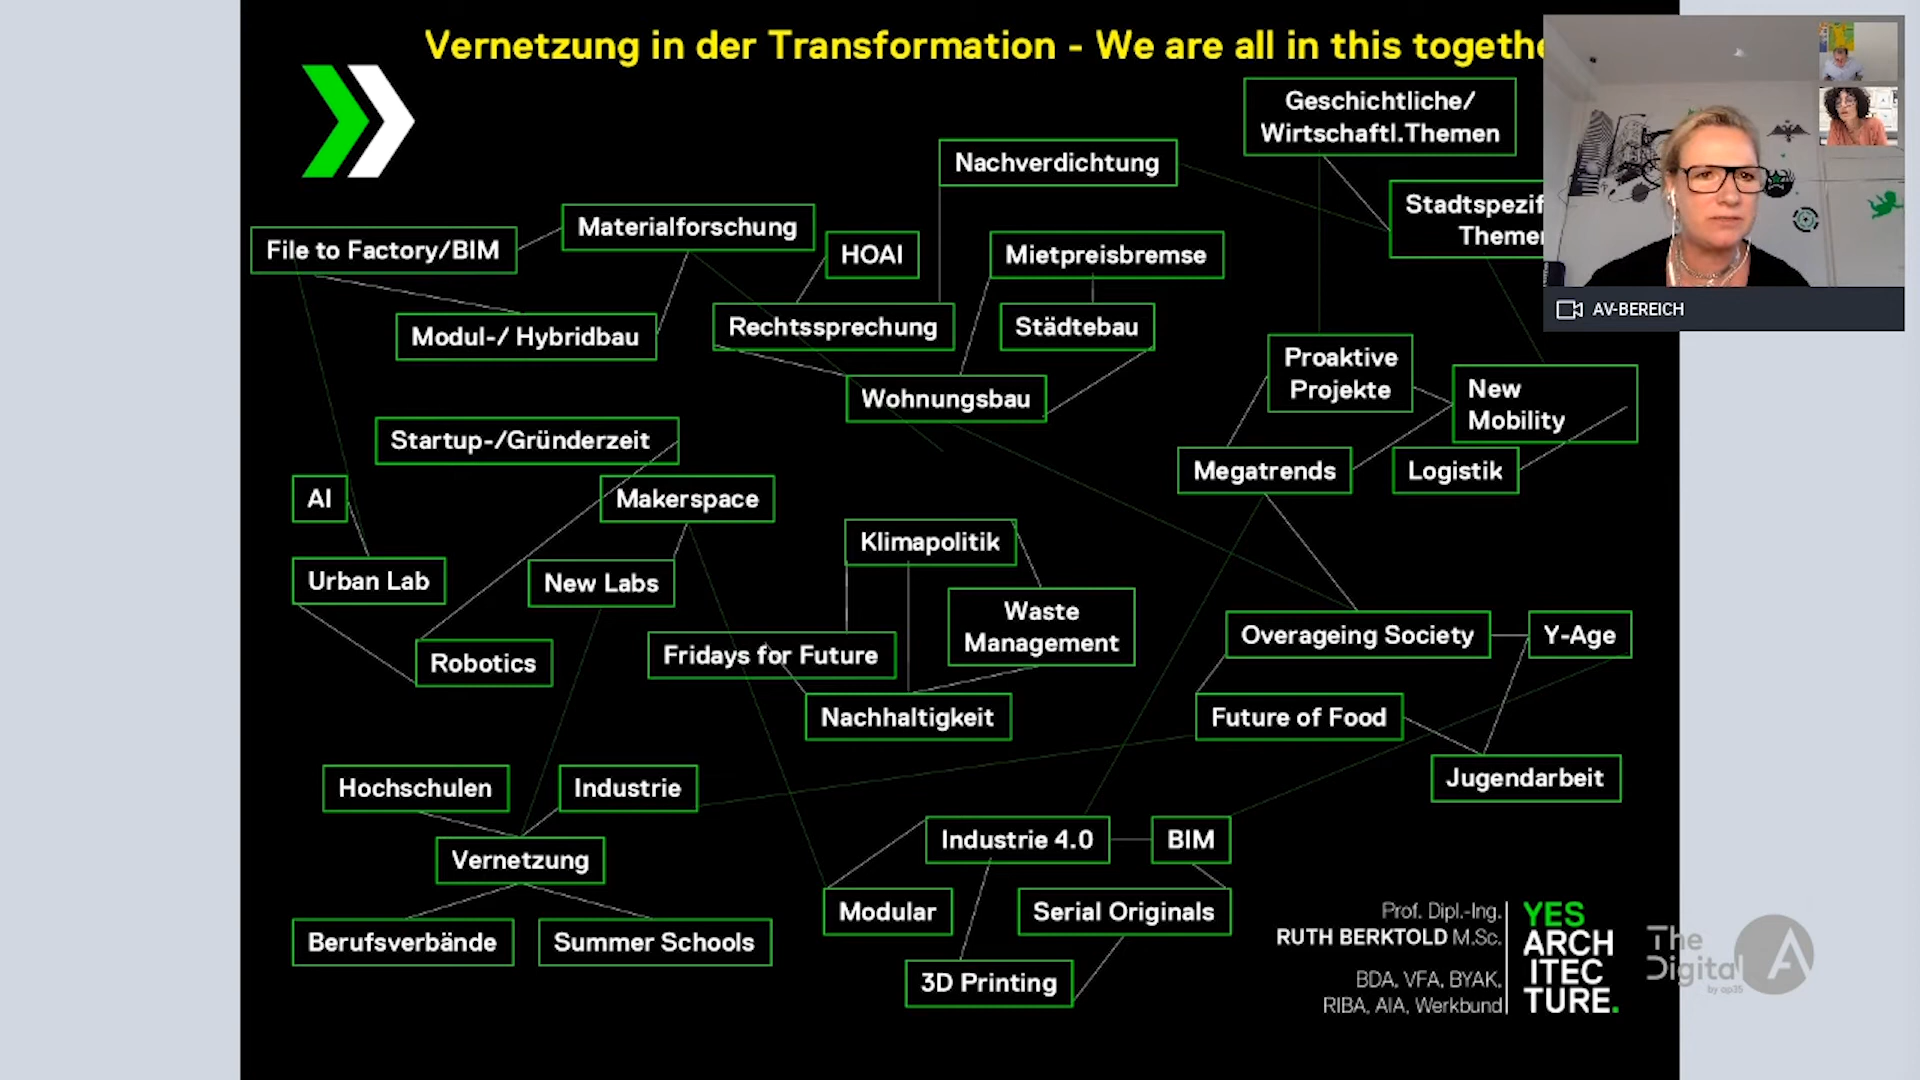 Vernetzung in der Transformation - We are all in this togethe
Geschichtliche/
Wirtschaftl.Themen
Nachverdichtung
Stadtspezif
Theme
Materialforschung
File to Factory/BIM
HOAI
Mietpreisbremse
Modul-/ Hybridbau
Rechtssprechung
Städtebau
AV-BEREICH
Proaktive
Projekte
New
Mobility
Wohnungsbau
Startup-/Gründerzeit
Megatrends
Logistik
AI
Makerspace
Klimapolitik
Urban Lab
New Labs
Waste
Management
Overageing Society
Y-Age
Fridays for Future
Robotics
Nachhaltigkeit
Future of Food
Hochschulen
Industrie
Jugendarbeit
Industrie 4.0
BIM
Vernetzung
Modular
Serial Originals
Berufsverbände
Summer Schools
3D Printing
Prof. Dipl.-Ing.
RUTH BERKTOLD M.Sc.
BDA, VFA, BYAK,
RIBA, AIA, Werkbund
YES
ARCH
ITEC
TURE.
The
Digital
by ap35
A